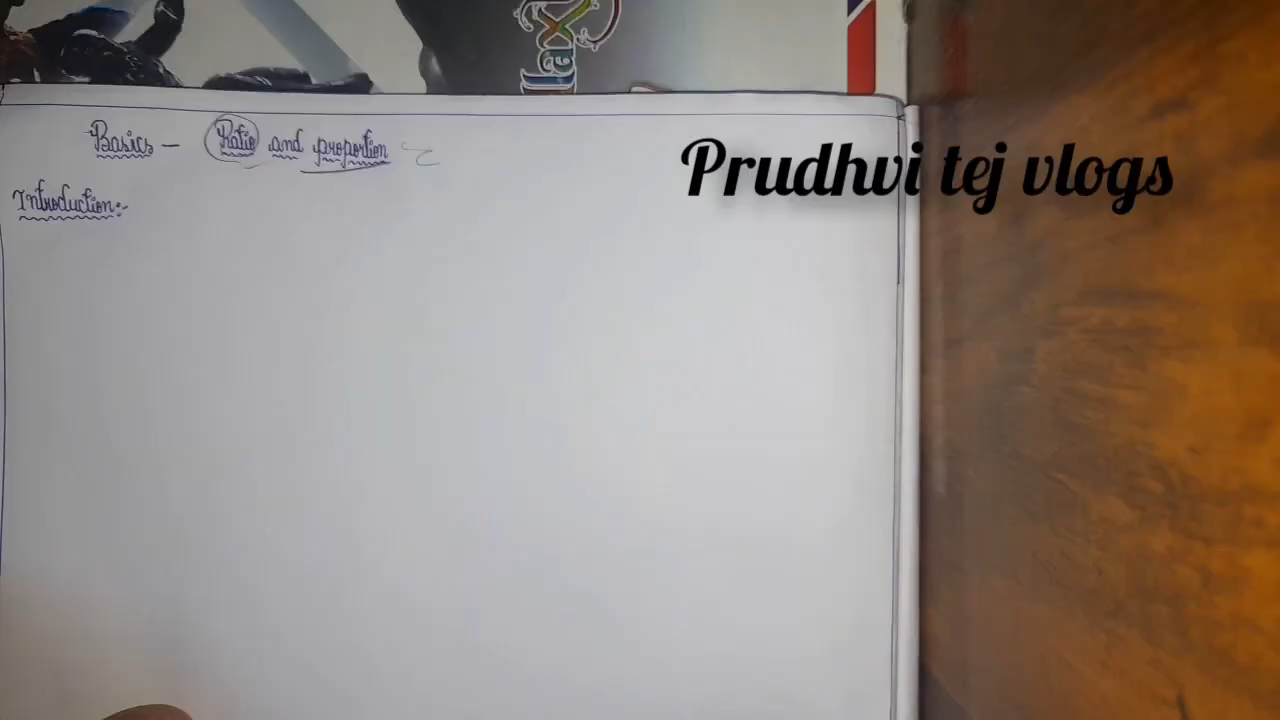 Basics - Ratio and proportion
Introduction:-
Prudhvi tej vlogs